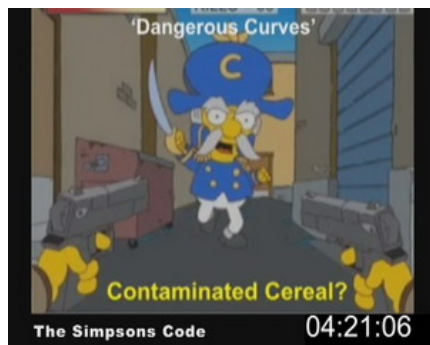 'Dangerous Curves'
C
Contaminated Cereal?
The Simpsons Code
04:21:06